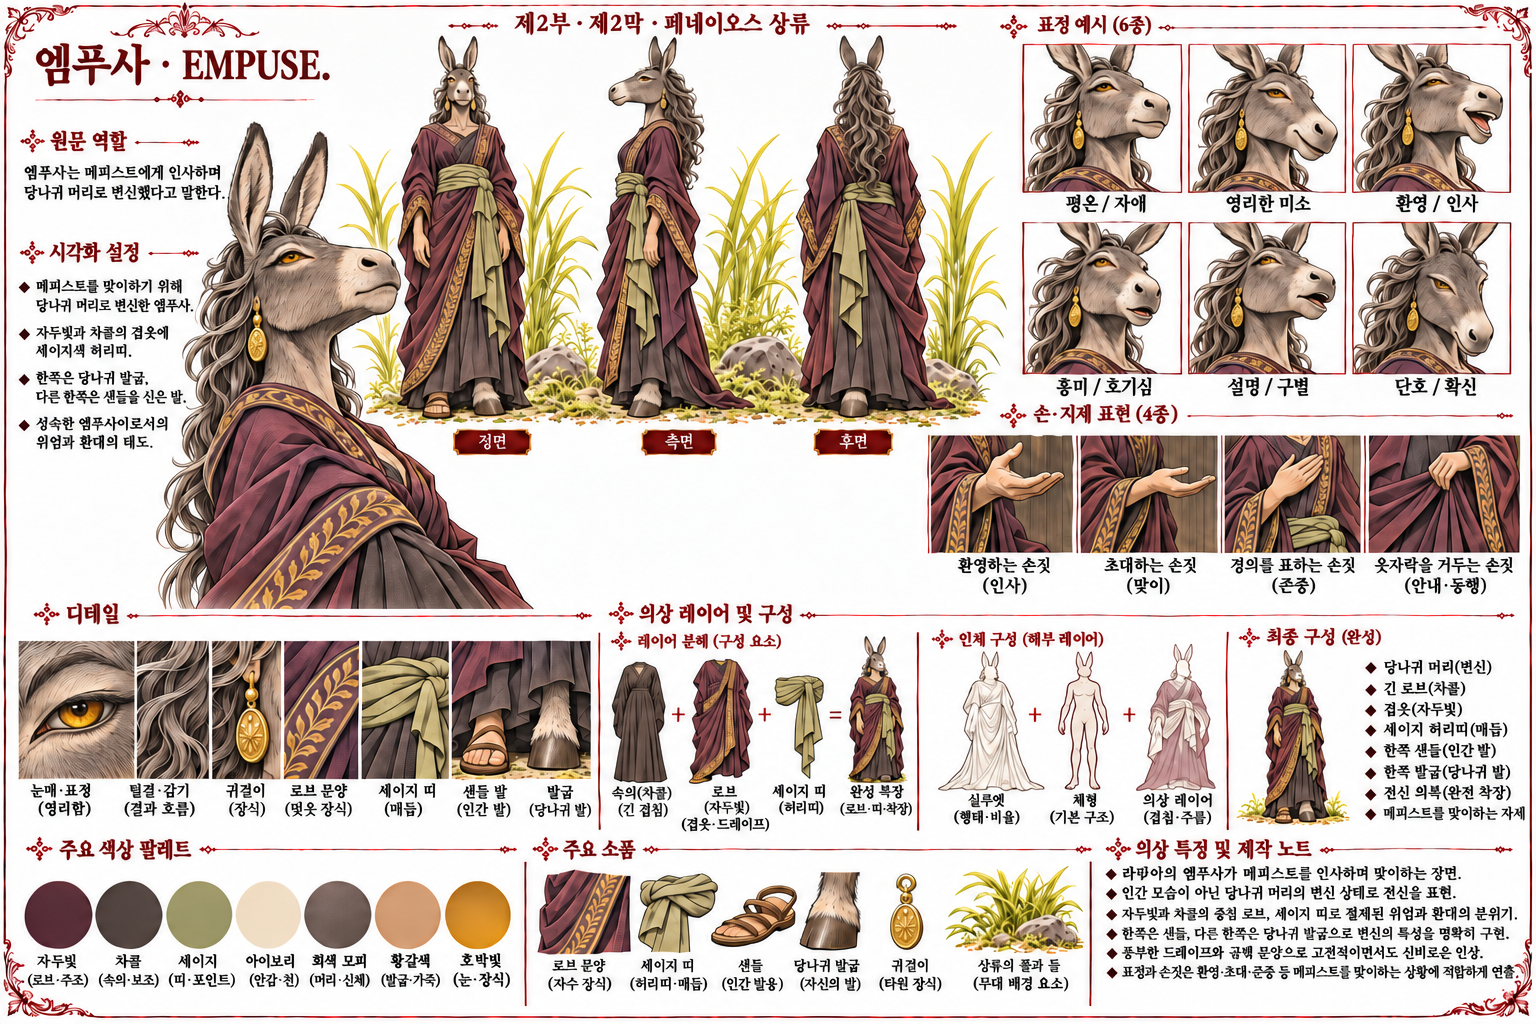 엠푸사 · EMPUSE.
제2부 · 제2막 · 페네이오스 상류
원문 역할
엠푸사는 메피스트에게 인사하며
당나귀 머리로 변신했다고 말한다.
시각화 설정
메피스트를 맞이하기 위해
당나귀 머리로 변신한 엠푸사.
자두빛과 차콜의 겹옷에
세이지색 허리띠.
한쪽은 당나귀 발굽,
다른 한쪽은 샌들을 신은 발.
성숙한 엠푸사이로서의
위엄과 환대의 태도.
정면
측면
후면
표정 예시 (6종)
평온 / 자애
영리한 미소
환영 / 인사
흥미 / 호기심
설명 / 구별
단호 / 확신
손·지제 표현 (4종)
환영하는 손짓
(인사)
초대하는 손짓
(맞이)
경의를 표하는 손짓
(존중)
옷자락을 거두는 손짓
(안내·동행)
디테일
눈매·표정
(영리함)
털결·갈기
(결과 흐름)
귀걸이
(장식)
로브 문양
(덧옷 장식)
세이지 띠
(매듭)
샌들 발
(인간 발)
발굽
(당나귀 발)
의상 레이어 및 구성
레이어 분해 (구성 요소)
속의(차콜)
(긴 겹침)
로브
(자두빛)
(겹옷·드레이프)
세이지 띠
(허리띠)
완성 복장
(로브·띠·착장)
인체 구성 (해부 레이어)
실루엣
(형태·비율)
체형
(기본 구조)
의상 레이어
(겹침·주름)
최종 구성 (완성)
당나귀 머리(변신)
긴 로브(차콜)
겹옷(자두빛)
세이지 허리띠(매듭)
한쪽 샌들(인간 발)
한쪽 발굽(당나귀 발)
전신 의복(완전 착장)
메피스트를 맞이하는 자세
주요 색상 팔레트
자두빛
(로브·주조)
차콜
(속의·보조)
세이지
(띠·포인트)
아이보리
(안감·천)
회색 모피
(머리·신체)
황갈색
(발굽·가죽)
호박빛
(눈·장식)
주요 소품
로브 문양
(자수 장식)
세이지 띠
(허리띠·매듭)
샌들
(인간 발용)
당나귀 발굽
(자신의 발)
귀걸이
(타원 장식)
상류의 풀과 돌
(무대 배경 요소)
의상 특징 및 제작 노트
엠푸사가 메피스트를 인사하며 맞이하는 장면.
인간 모습이 아닌 당나귀 머리의 변신 상태로 전신을 표현.
자두빛과 차콜의 중첩 로브, 세이지 띠로 절제된 위엄과 환대의 분위기.
한쪽은 샌들, 다른 한쪽은 당나귀 발굽으로 변신의 특성을 명확히 구현.
풍부한 드레이프와 금빛 문양으로 고전적이면서도 신비로운 인상.
표정과 손짓은 환영·초대·존중 등 메피스트를 맞이하는 상황에 적합하게 연출.